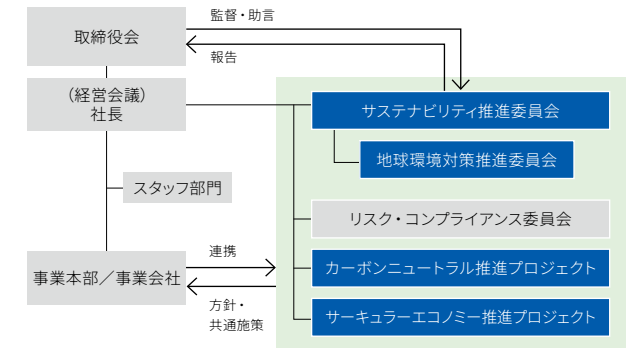 監督・助言
取締役会
報告
(経営会議)
社長
サステナビリティ推進委員会
地球環境対策推進委員会
スタッフ部門
リスク・コンプライアンス委員会
連携
事業本部／事業会社
カーボンニュートラル推進プロジェクト
方針・
共通施策
サーキュラーエコノミー推進プロジェクト